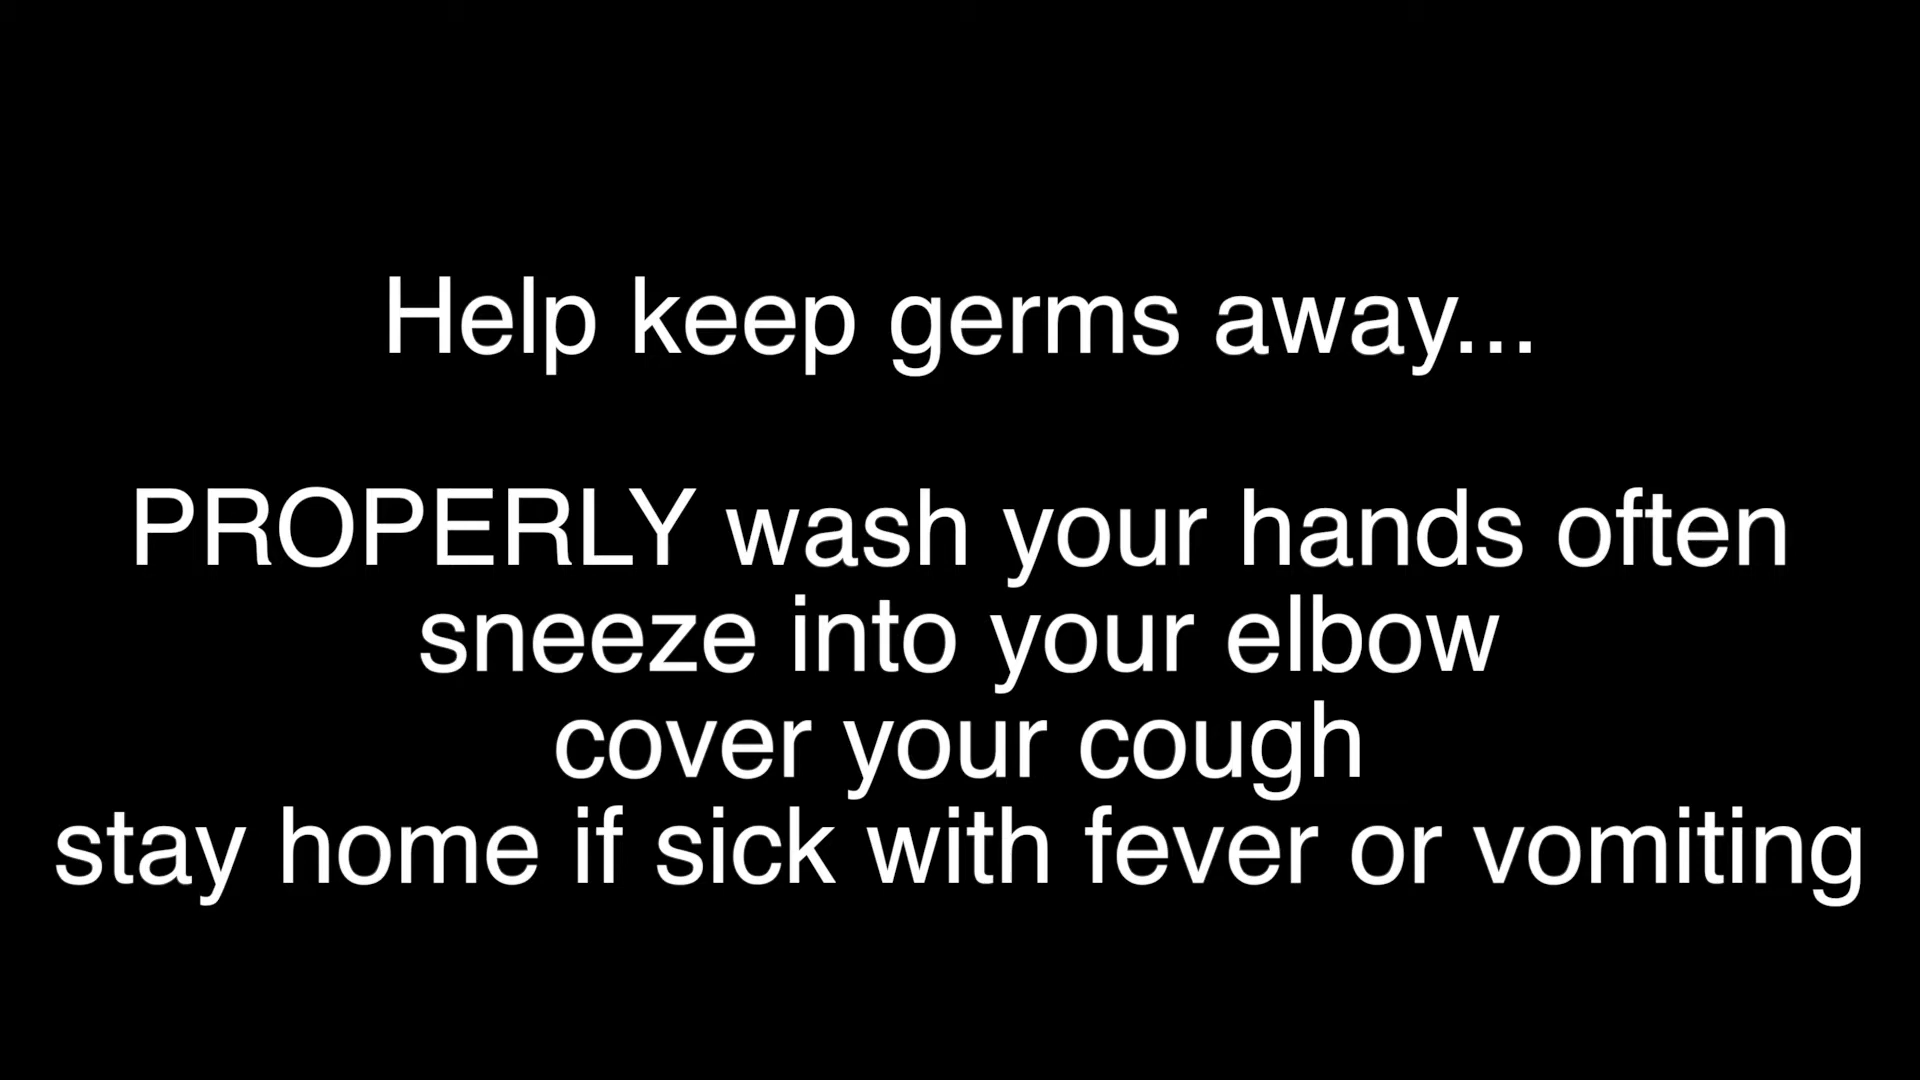 Help keep germs away...
PROPERLY wash your hands often
sneeze into your elbow
cover your cough
stay home if sick with fever or vomiting